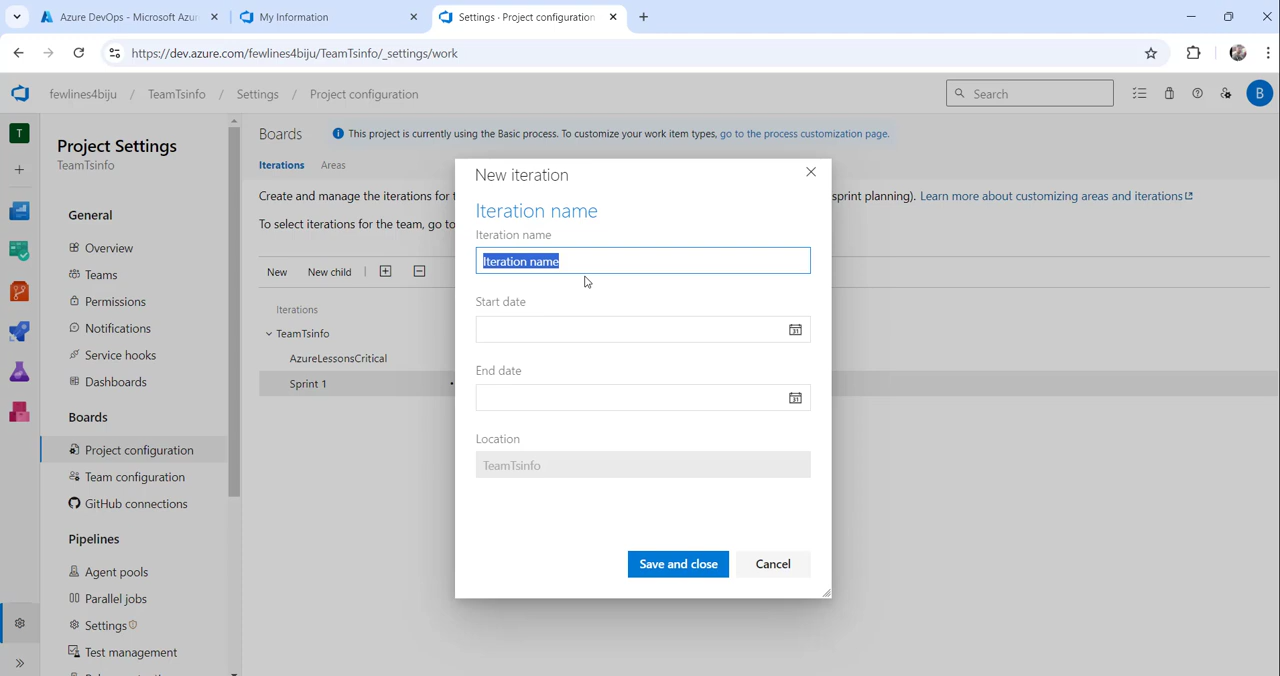 Azure DevOps - Microsoft Azur
My Information
Settings · Project configuration
https://dev.azure.com/fewlines4biju/TeamTsinfo/_settings/work
fewlines4biju / TeamTsinfo / Settings / Project configuration
Search
B
T
Project Settings
TeamTsinfo
General
Overview
Teams
Permissions
Notifications
Service hooks
Dashboards
Boards
Project configuration
Team configuration
GitHub connections
Pipelines
Agent pools
Parallel jobs
Settings
Test management
Boards
This project is currently using the Basic process. To customize your work item types, go to the process customization page.
Iterations
Areas
Create and manage the iterations for t
sprint planning). Learn more about customizing areas and iterations
To select iterations for the team, go to
New
New child
Iterations
TeamTsinfo
AzureLessonsCritical
Sprint 1
New iteration
Iteration name
Iteration name
Iteration name
Start date
End date
Location
TeamTsinfo
Save and close
Cancel